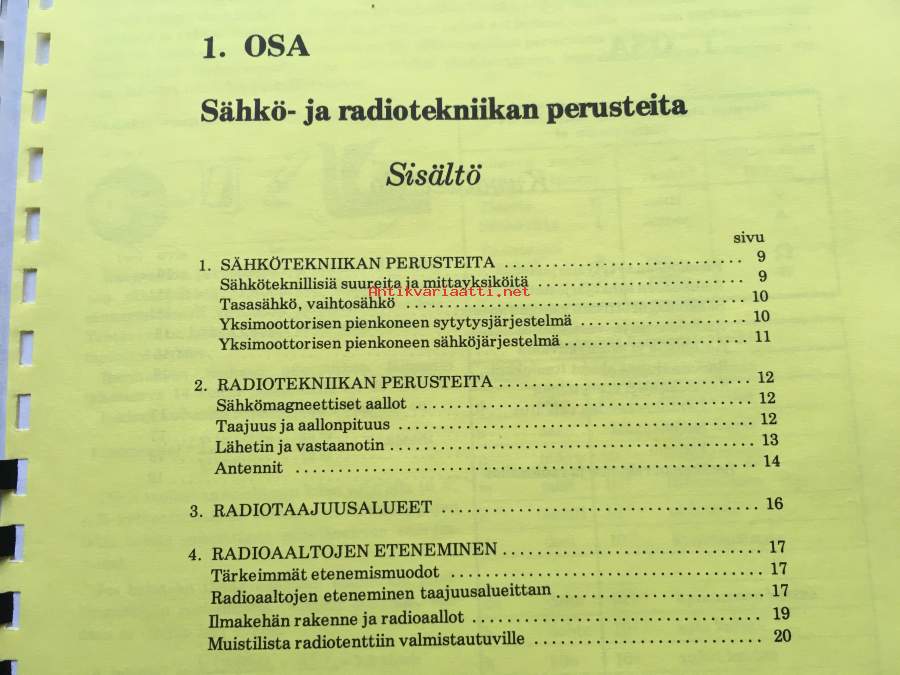 1. OSA
Sähkö- ja radiotekniikan perusteita
Sisältö
sivu
1. SÄHKÖTEKNIIKAN PERUSTEITA ............................. 9
Sähköteknillisiä suureita ja mittayksiköitä ......................... 9
Antikvariaatti.net
Tasasähkö, vaihtosähkö ......................................... 10
Yksimoottorisen pienkoneen sytytysjärjestelmä .................... 10
Yksimoottorisen pienkoneen sähköjärjestelmä ...................... 11
2. RADIOTEKNIIKAN PERUSTEITA ............................... 12
Sähkömagneettiset aallot ......................................... 12
Taajuus ja aallonpituus ........................................... 12
Lähetin ja vastaanotin ............................................ 13
Antennit ........................................................ 14
3. RADIOTAAJUUSALUEET ....................................... 16
4. RADIOAALTOJEN ETENEMINEN ................................ 17
Tärkeimmät etenemismuodot ...................................... 17
Radioaaltojen eteneminen taajuusalueittain ......................... 17
Ilmakehän rakenne ja radioaallot ................................... 19
Muistilista radiotenttiin valmistautuville ............................ 20